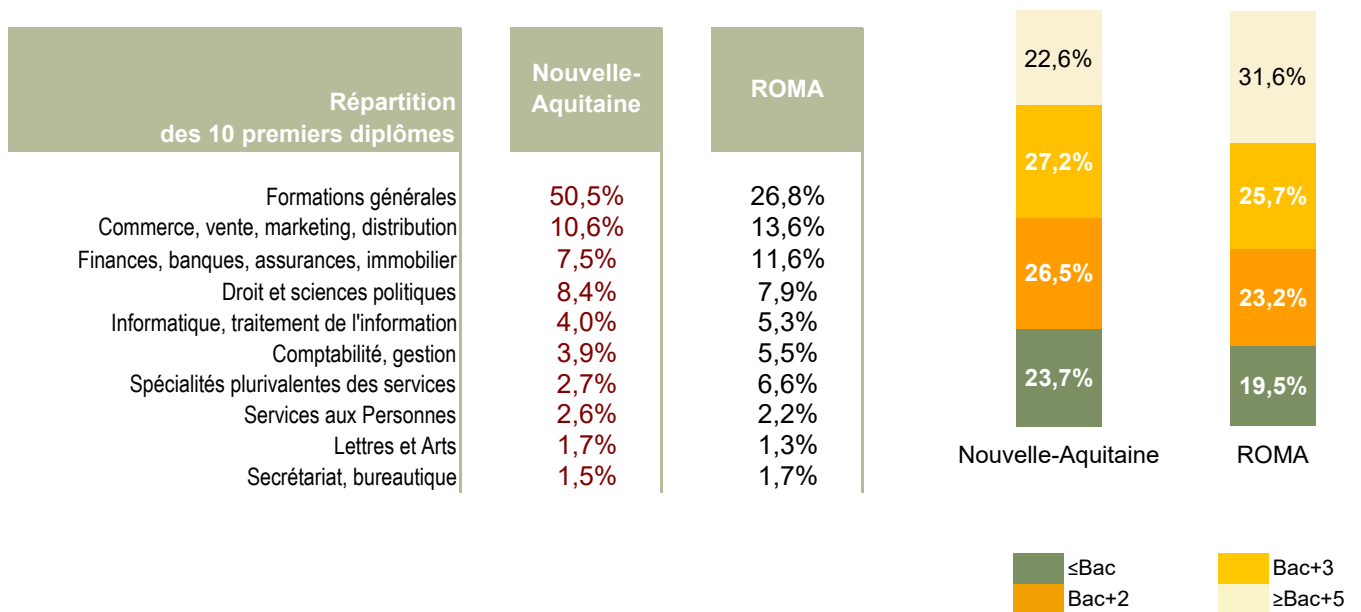 Répartition
des 10 premiers diplômes
Nouvelle-
Aquitaine
ROMA
Formations générales 50,5% 26,8%
Commerce, vente, marketing, distribution 10,6% 13,6%
Finances, banques, assurances, immobilier 7,5% 11,6%
Droit et sciences politiques 8,4% 7,9%
Informatique, traitement de l'information 4,0% 5,3%
Comptabilité, gestion 3,9% 5,5%
Spécialités plurivalentes des services 2,7% 6,6%
Services aux Personnes 2,6% 2,2%
Lettres et Arts 1,7% 1,3%
Secrétariat, bureautique 1,5% 1,7%
22,6% 31,6%
27,2% 25,7%
26,5% 23,2%
23,7% 19,5%
Nouvelle-Aquitaine ROMA
≤Bac Bac+3
Bac+2 ≥Bac+5